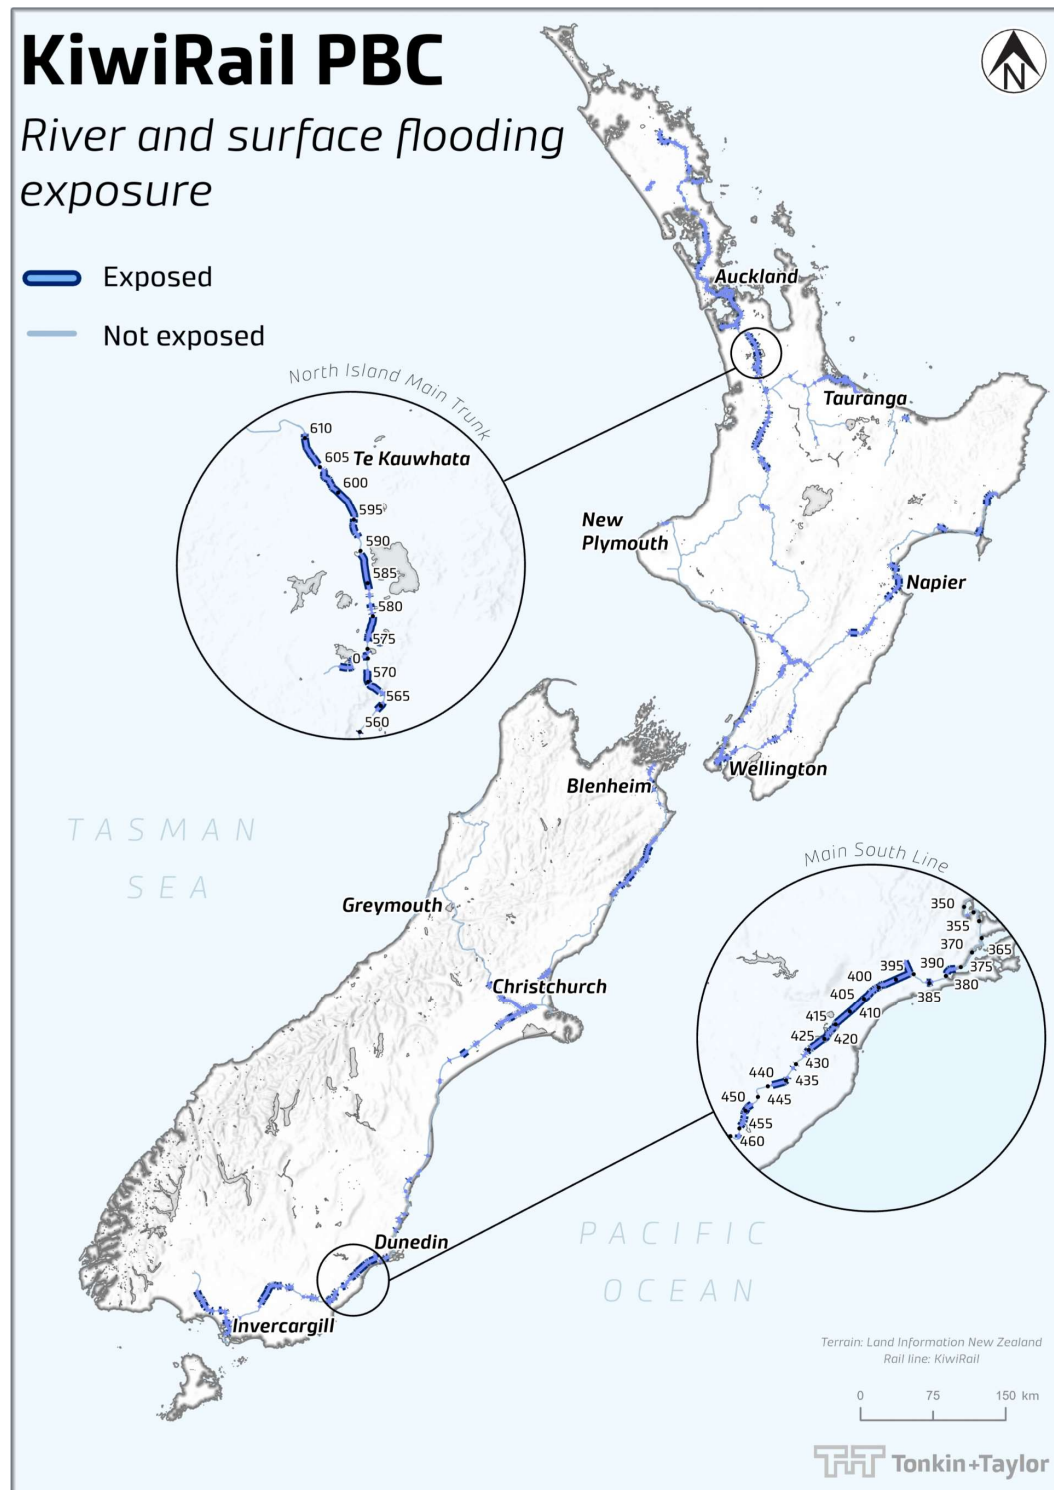 KiwiRail PBC
River and surface flooding
exposure
Exposed
Not exposed
N
Auckland
Tauranga
New
Plymouth
Napier
Wellington
North Island Main Trunk
610
605
Te Kauwhata
600
595
590
585
580
575
0
570
565
560
Blenheim
TASMAN
SEA
Greymouth
Christchurch
Main South Line
350
355
370
365
395
390
375
400
380
405
385
410
415
425
420
430
440
435
450
445
455
460
PACIFIC
OCEAN
Dunedin
Invercargill
Terrain: Land Information New Zealand
Rail line: KiwiRail
0 75 150 km
Tonkin+Taylor